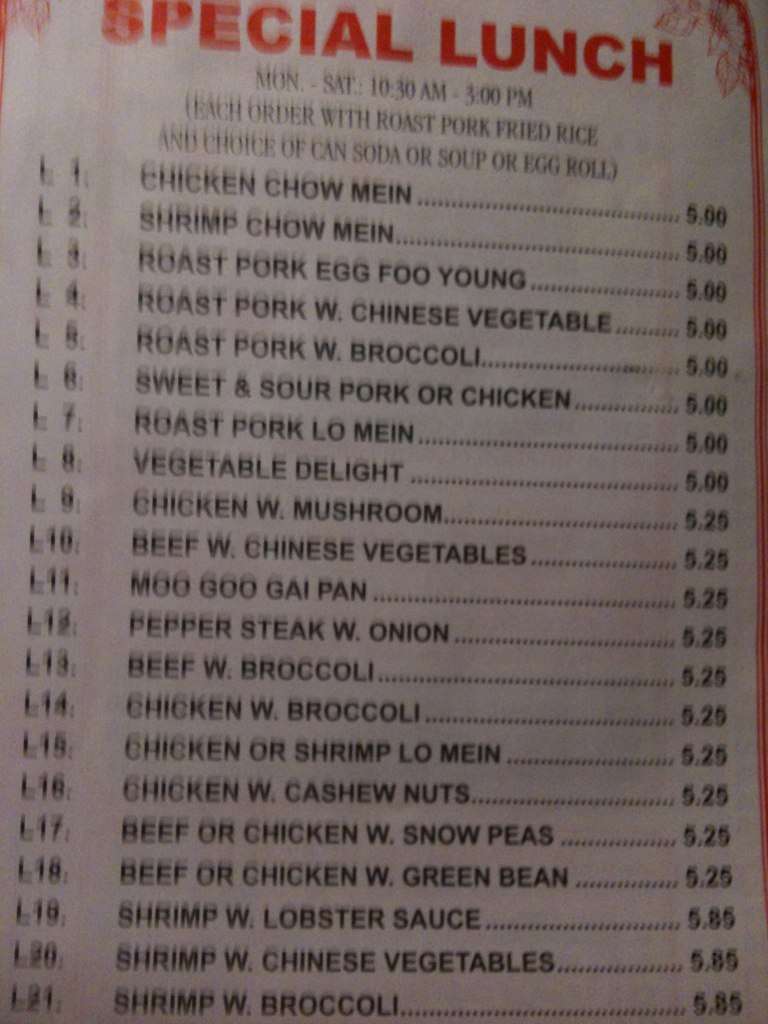 SPECIAL LUNCH
MON. - SAT.: 10:30 AM - 3:00 PM
(EACH ORDER WITH ROAST PORK FRIED RICE
AND CHOICE OF CAN SODA OR SOUP OR EGG ROLL)
L 1. CHICKEN CHOW MEIN 5.00
L 2. SHRIMP CHOW MEIN 5.00
L 3. ROAST PORK EGG FOO YOUNG 5.00
L 4. ROAST PORK W. CHINESE VEGETABLE 5.00
L 5. ROAST PORK W. BROCCOLI 5.00
L 6. SWEET & SOUR PORK OR CHICKEN 5.00
L 7. ROAST PORK LO MEIN 5.00
L 8. VEGETABLE DELIGHT 5.00
L 9. CHICKEN W. MUSHROOM 5.25
L10. BEEF W. CHINESE VEGETABLES 5.25
L11. MOO GOO GAI PAN 5.25
L12. PEPPER STEAK W. ONION 5.25
L13. BEEF W. BROCCOLI 5.25
L14. CHICKEN W. BROCCOLI 5.25
L15. CHICKEN OR SHRIMP LO MEIN 5.25
L16. CHICKEN W. CASHEW NUTS 5.25
L17. BEEF OR CHICKEN W. SNOW PEAS 5.25
L18. BEEF OR CHICKEN W. GREEN BEAN 5.25
L19. SHRIMP W. LOBSTER SAUCE 5.85
L20. SHRIMP W. CHINESE VEGETABLES 5.85
L21. SHRIMP W. BROCCOLI 5.85